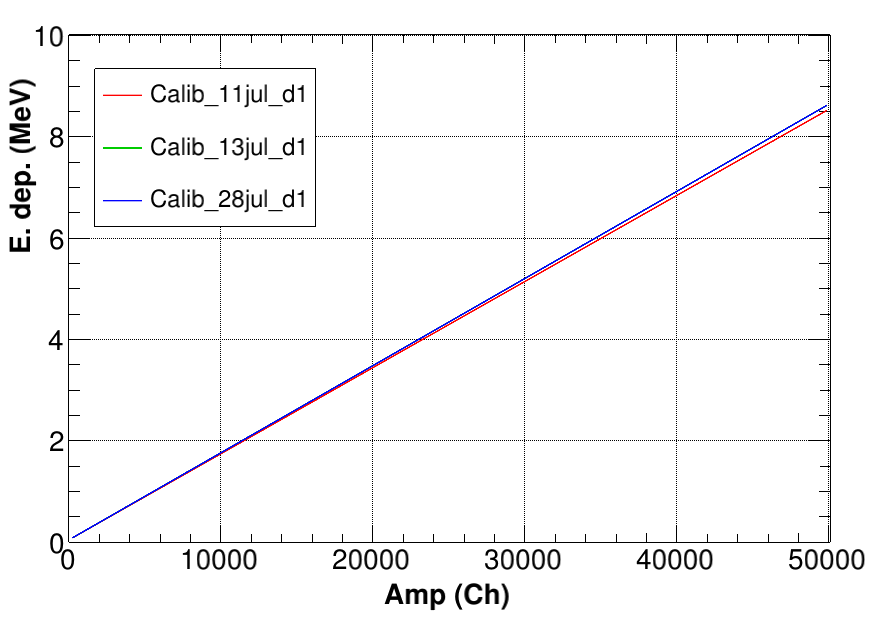 10
8
6
4
2
0
E. dep. (MeV)
Calib_11jul_d1
Calib_13jul_d1
Calib_28jul_d1
0
10000
20000
30000
40000
50000
Amp (Ch)